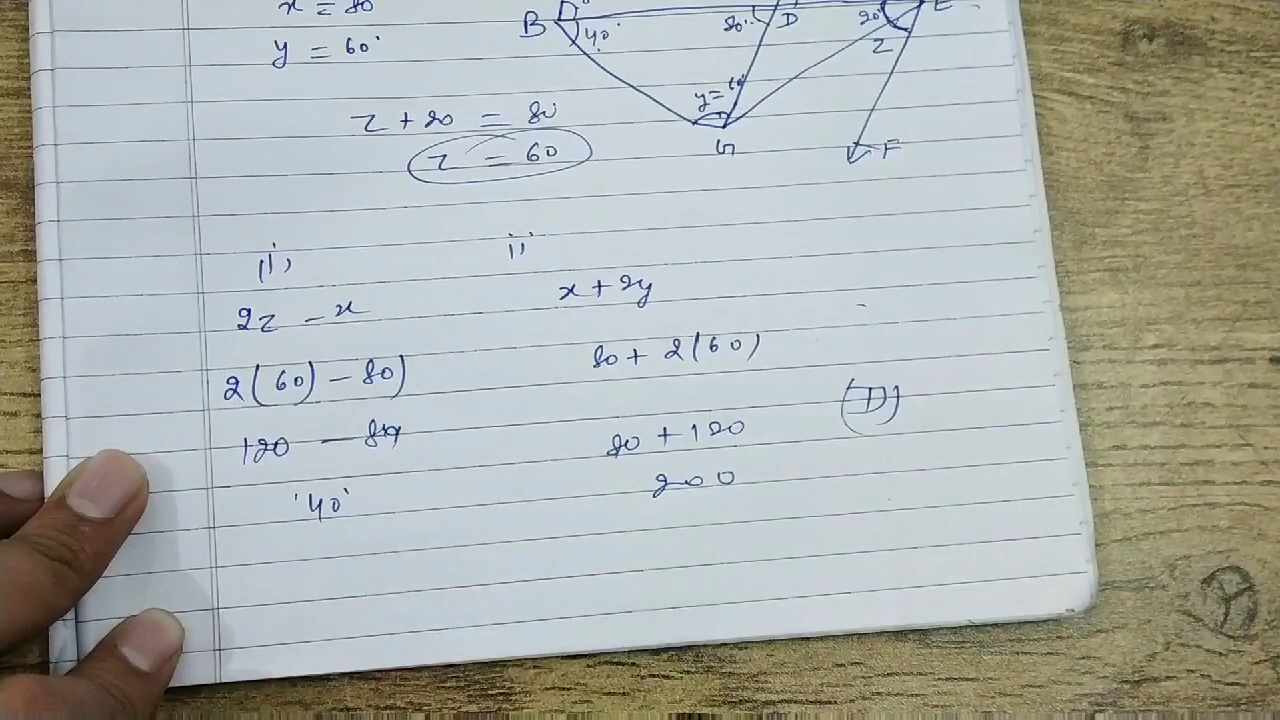 x = 80
y = 60°
z + 20 = 80
z = 60
B
40°
80°
D
20°
E
z
y = 60
G
F
i)
ii)
2z - x
x + 2y
2(60) - 80)
80 + 2(60)
120 - 80
(D)
80 + 120
40°
200